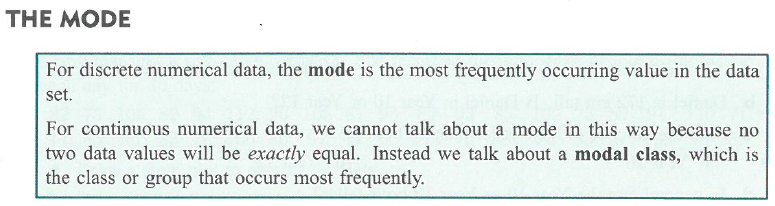 THE MODE
For discrete numerical data, the mode is the most frequently occurring value in the data
set.
For continuous numerical data, we cannot talk about a mode in this way because no
two data values will be exactly equal. Instead we talk about a modal class, which is
the class or group that occurs most frequently.